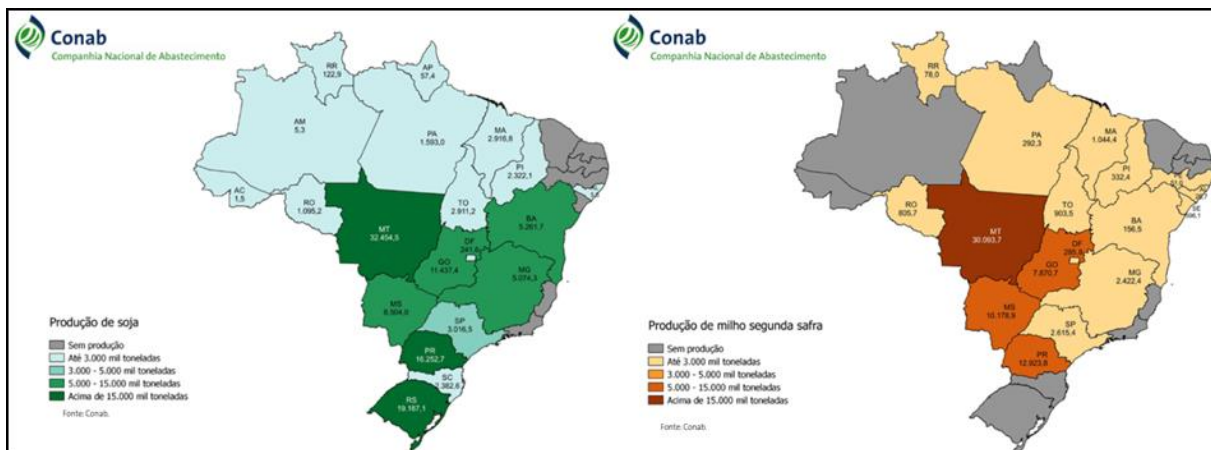 Conab
Companhia Nacional de Abastecimento
RR
122,9
AP
57,4
AM
5,3
PA
1.593,0
MA
2.916,8
PI
2.322,1
AC
1,5
RO
1.095,2
TO
2.911,2
MT
32.454,5
BA
5.261,7
DF
241,8
GO
11.437,4
MG
5.074,3
MS
SP
3.016,5
PR
16.252,7
SC
RS
19.187,1
Produção de soja
Sem produção
Até 3.000 mil toneladas
3.000 - 5.000 mil toneladas
5.000 - 15.000 mil toneladas
Acima de 15.000 mil toneladas
Fonte: Conab.
Conab
Companhia Nacional de Abastecimento
RR
78,0
PA
292,3
MA
1.044,4
PI
332,4
PE
SE
RO
805,7
TO
903,5
MT
30.093,7
BA
156,5
DF
GO
7.870,7
MG
2.422,4
MS
10.178,9
SP
2.615,4
PR
12.923,8
Produção de milho segunda safra
Sem produção
Até 3.000 mil toneladas
3.000 - 5.000 mil toneladas
5.000 - 15.000 mil toneladas
Acima de 15.000 mil toneladas
Fonte: Conab.